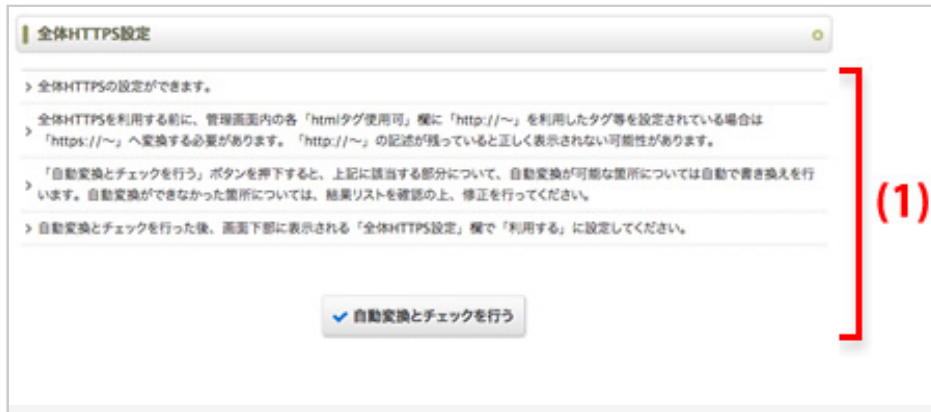 全体HTTPS設定
全体HTTPSの設定ができます。
全体HTTPSを利用する前に、管理画面内の各「htmlタグ使用可」欄に「http://～」を利用したタグ等を設定されている場合は
「https://～」へ変換する必要があります。「http://～」の記述が残っていると正しく表示されない可能性があります。
「自動変換とチェックを行う」ボタンを押下すると、上記に該当する部分について、自動変換が可能な箇所については自動で書き換えを行
います。自動変換ができなかった箇所については、結果リストを確認の上、修正を行ってください。
自動変換とチェックを行った後、画面下部に表示される「全体HTTPS設定」欄で「利用する」に設定してください。
(1)
自動変換とチェックを行う